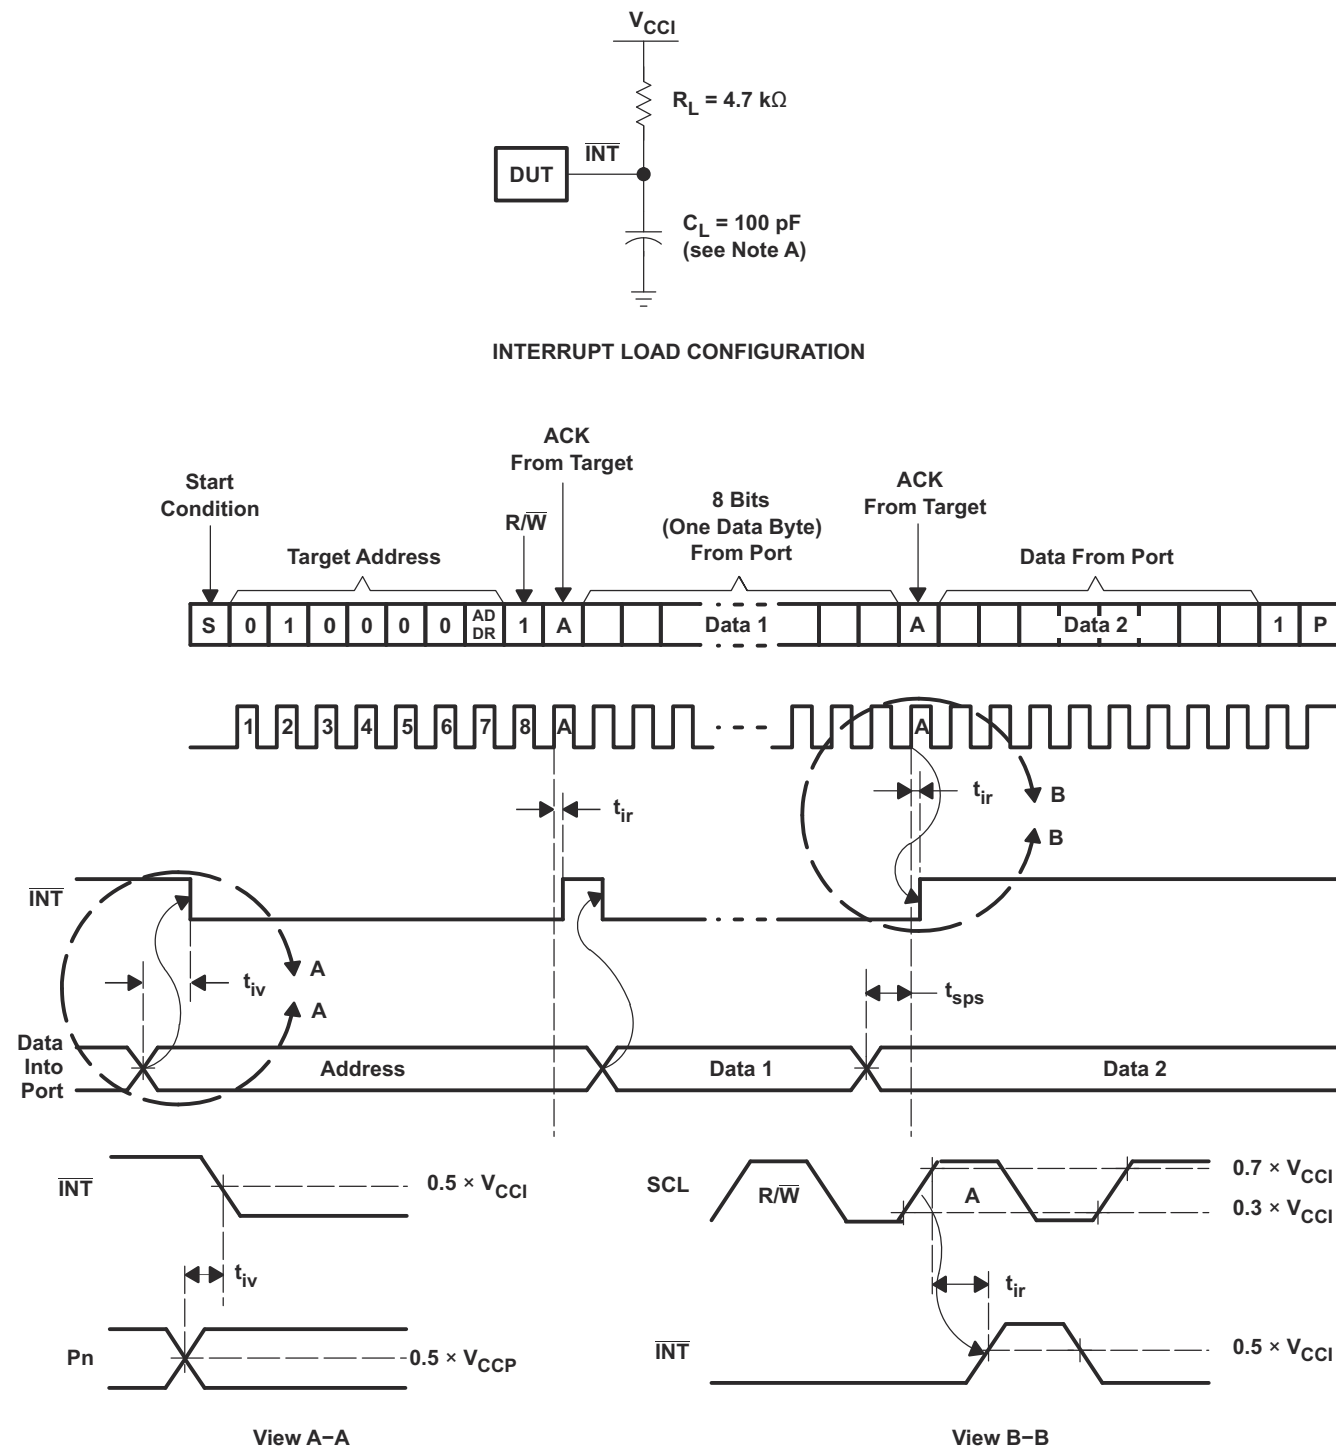 VCCI
RL = 4.7 kΩ
DUT
INT
CL = 100 pF
(see Note A)
INTERRUPT LOAD CONFIGURATION
Start
Condition
Target Address
R/W
ACK
From Target
8 Bits
(One Data Byte)
From Port
ACK
From Target
Data From Port
S 0 1 0 0 0 0 AD DR 1 A Data 1 A Data 2 1 P
1 2 3 4 5 6 7 8 A A
tir
tir
B
B
INT
A
tiv
A
tsps
Data
Into
Port
Address
Data 1
Data 2
INT
0.5 × VCCI
tiv
Pn
0.5 × VCCP
View A–A
SCL
R/W
A
0.7 × VCCI
0.3 × VCCI
tir
INT
0.5 × VCCI
View B–B